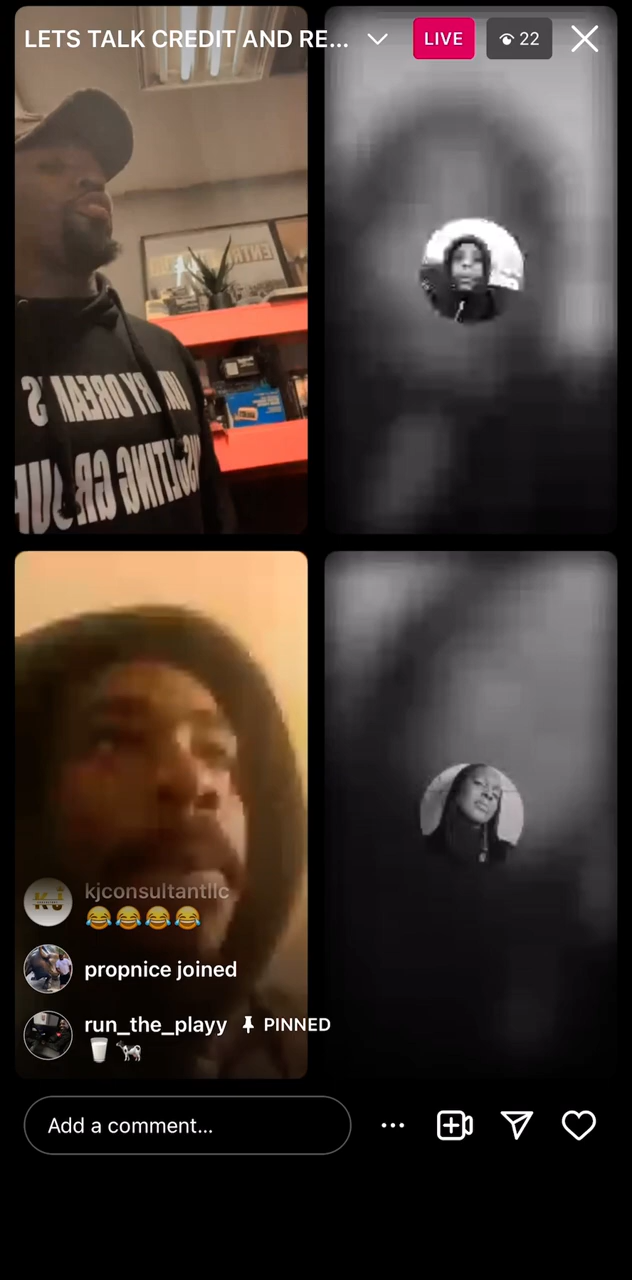 LETS TALK CREDIT AND RE...
LIVE
22
kjconsultantllc
😂😂😂😂
propnice joined
run_the_playy PINNED
🥛🐄
Add a comment...